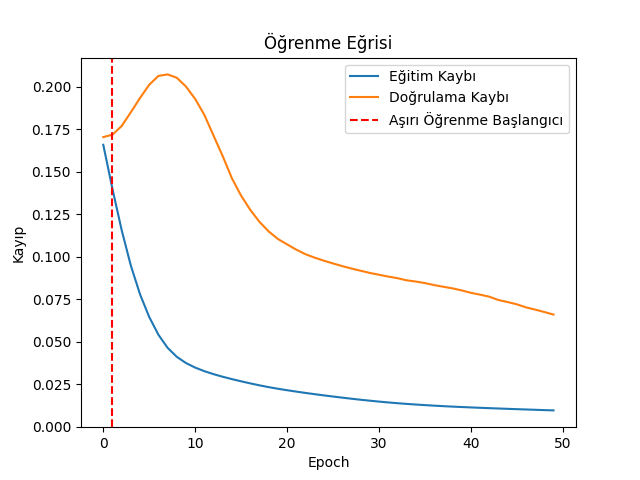 Öğrenme Eğrisi
Eğitim Kaybı
Doğrulama Kaybı
Aşırı Öğrenme Başlangıcı
Kayıp
0.200
0.175
0.150
0.125
0.100
0.075
0.050
0.025
0.000
0 10 20 30 40 50
Epoch